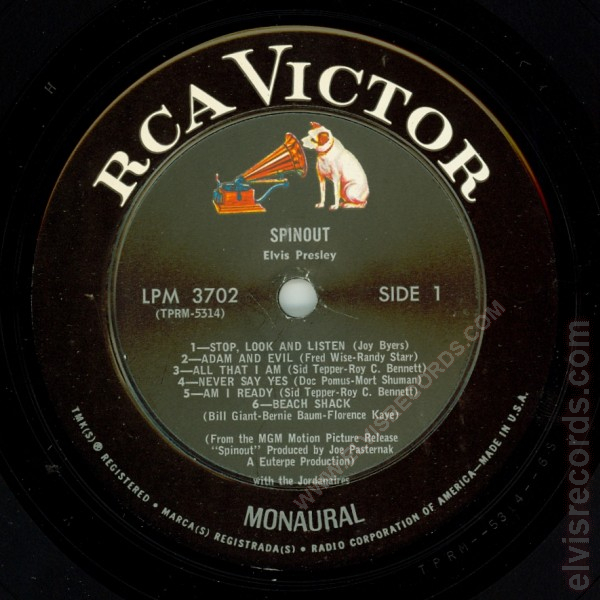 RCA VICTOR
SPINOUT
Elvis Presley
LPM 3702
(TPRM-5314)
SIDE 1
1—STOP, LOOK AND LISTEN (Joy Byers)
2—ADAM AND EVIL (Fred Wise-Randy Starr)
3—ALL THAT I AM (Sid Tepper-Roy C. Bennett)
4—NEVER SAY YES (Doc Pomus-Mort Shuman)
5—AM I READY (Sid Tepper-Roy C. Bennett)
6—BEACH SHACK
(Bill Giant-Bernie Baum-Florence Kaye)
(From the MGM Motion Picture Release
"Spinout" Produced by Joe Pasternak
A Euterpe Production)
with the Jordanaires
MONAURAL
TMK(S) ® REGISTERED • MARCA(S) REGISTRADA(S) • RADIO CORPORATION OF AMERICA—MADE IN U.S.A.
WWW.ELVISRECORDS.COM
elvisrecords.com